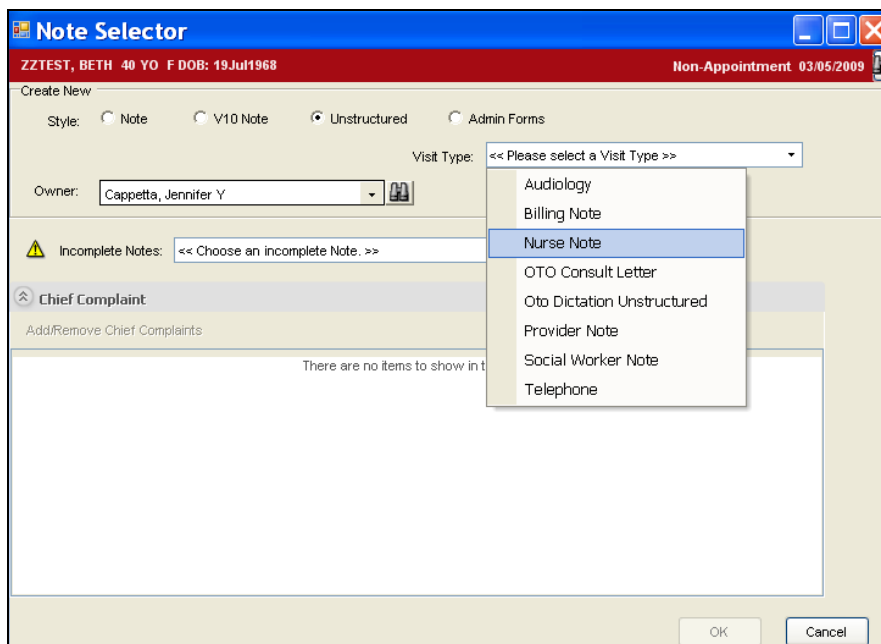 Note Selector
ZZTEST, BETH 40 YO F DOB: 19Jul1968 Non-Appointment 03/05/2009
Create New
Style: Note V10 Note Unstructured Admin Forms
Visit Type: << Please select a Visit Type >>
Audiology
Billing Note
Nurse Note
OTO Consult Letter
Oto Dictation Unstructured
Provider Note
Social Worker Note
Telephone
Owner: Cappetta, Jennifer Y
Incomplete Notes: << Choose an incomplete Note. >>
Chief Complaint
Add/Remove Chief Complaints
There are no items to show in t
OK Cancel